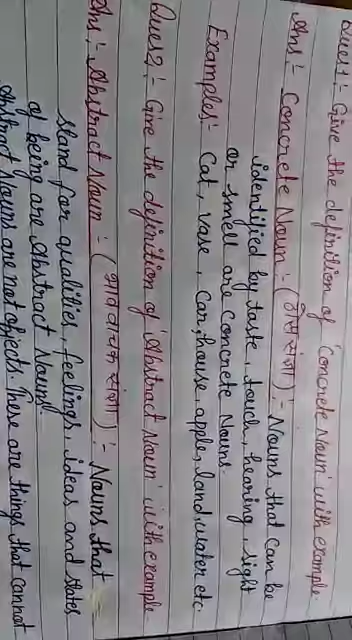 Ques1:- Give the definition of 'Concrete Noun' with example.
Ans:- Concrete Noun - (ठोस संज्ञा):- Nouns that can be
identified by taste, touch, hearing, sight
or smell are Concrete Nouns.
Examples:- Cat, vase, car, house, apple, land, water etc.
Ques2:- Give the definition of 'Abstract Noun' with example.
Ans:- Abstract Noun - (भाववाचक संज्ञा):- Nouns that
stand for qualities, feelings, ideas and states
of being are Abstract Nouns.
Abstract Nouns are not objects. These are things that cannot